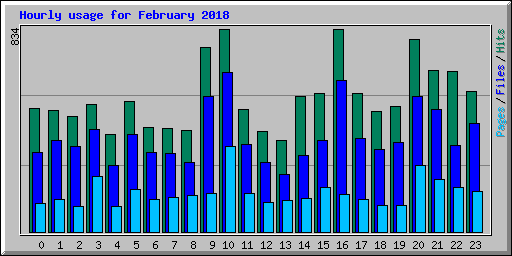 Hourly usage for February 2018
834
Pages/Files/Hits
0 1 2 3 4 5 6 7 8 9 10 11 12 13 14 15 16 17 18 19 20 21 22 23